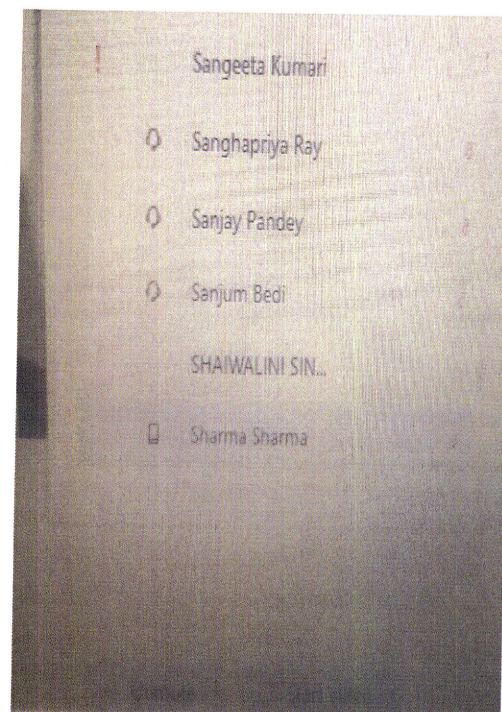 Sangeeta Kumari
Sanghapriya Ray
Sanjay Pandey
Sanjum Bedi
SHAIWALINI SIN...
Sharma Sharma